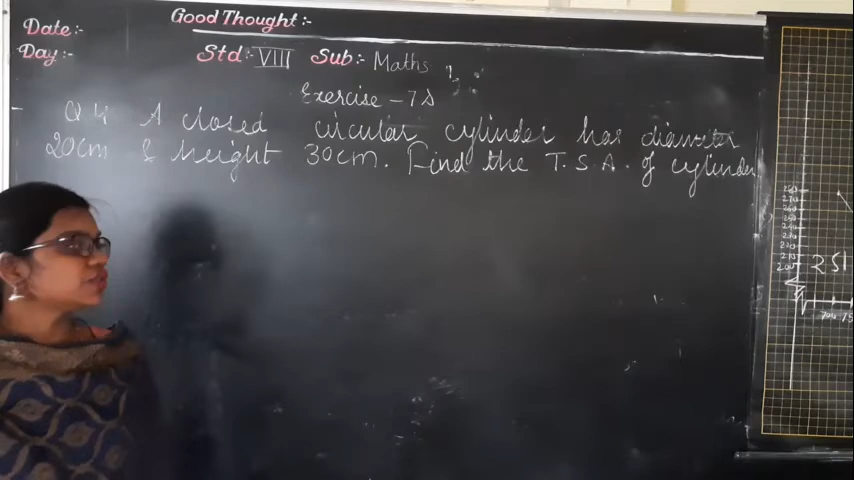 Date:-
Good Thought:-
Day:-
Std:- VIII Sub:- Maths
Exercise - 7
Q 4 A closed circular cylinder has diameter
20cm & height 30cm. Find the T.S.A. of cylinder